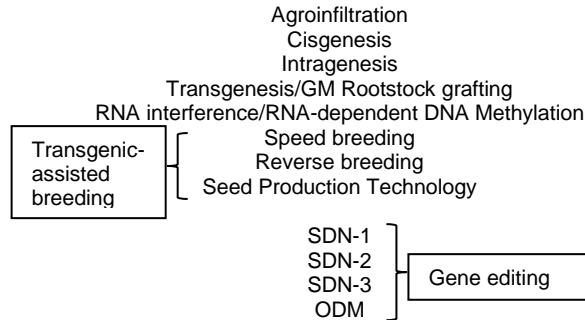 Agroinfiltration
Cisgenesis
Intragenesis
Transgenesis/GM Rootstock grafting
RNA interference/RNA-dependent DNA Methylation
Transgenic-
assisted
breeding
Speed breeding
Reverse breeding
Seed Production Technology
SDN-1
SDN-2
SDN-3
ODM
Gene editing